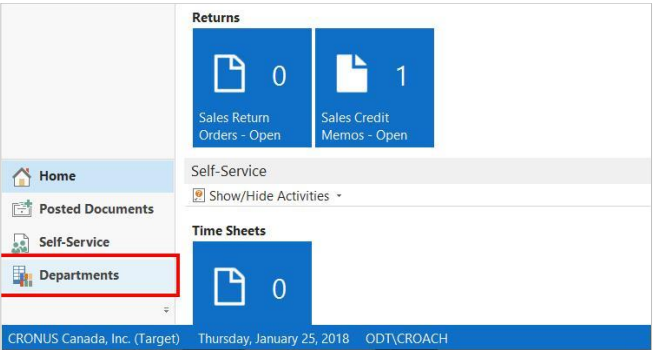 Returns
0
1
Sales Return
Orders - Open
Sales Credit
Memos - Open
Home
Posted Documents
Self-Service
Departments
Self-Service
Show/Hide Activities
Time Sheets
0
CRONUS Canada, Inc. (Target) Thursday, January 25, 2018 ODT\CROACH